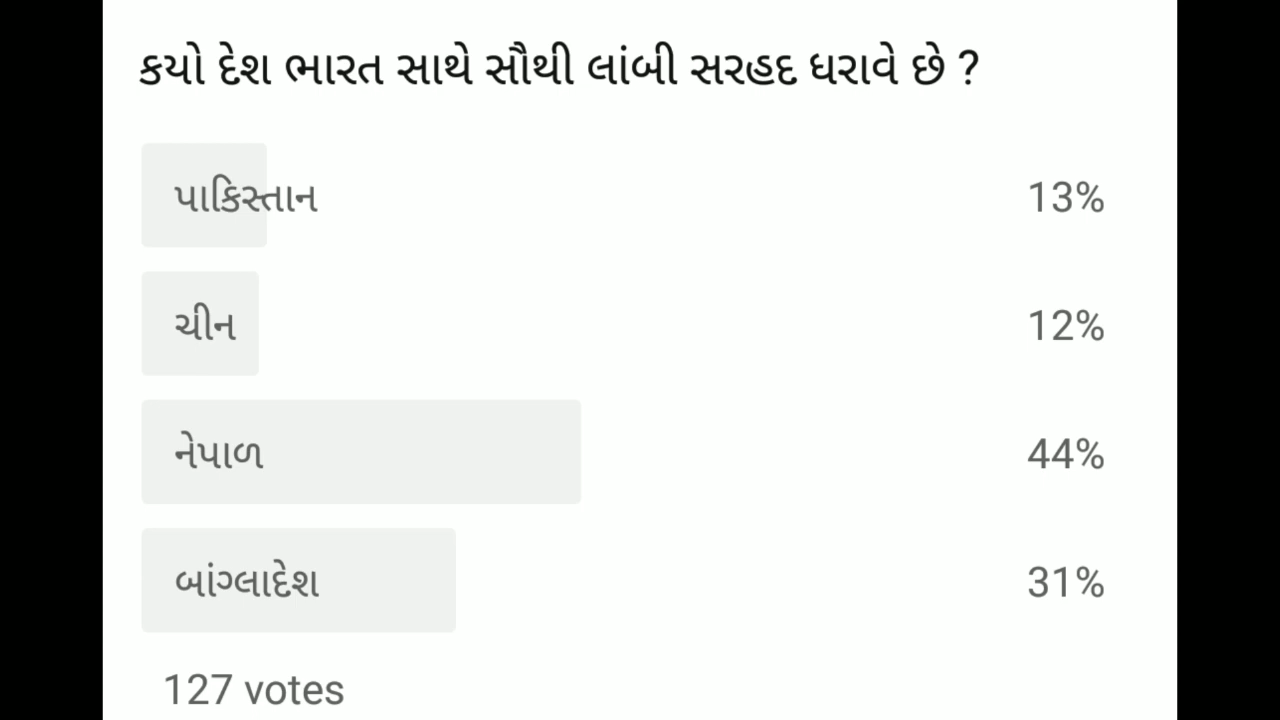 કયો દેશ ભારત સાથે સૌથી લાંબી સરહદ ધરાવે છે ?
પાકિસ્તાન 13%
ચીન 12%
નેપાળ 44%
બાંગ્લાદેશ 31%
127 votes